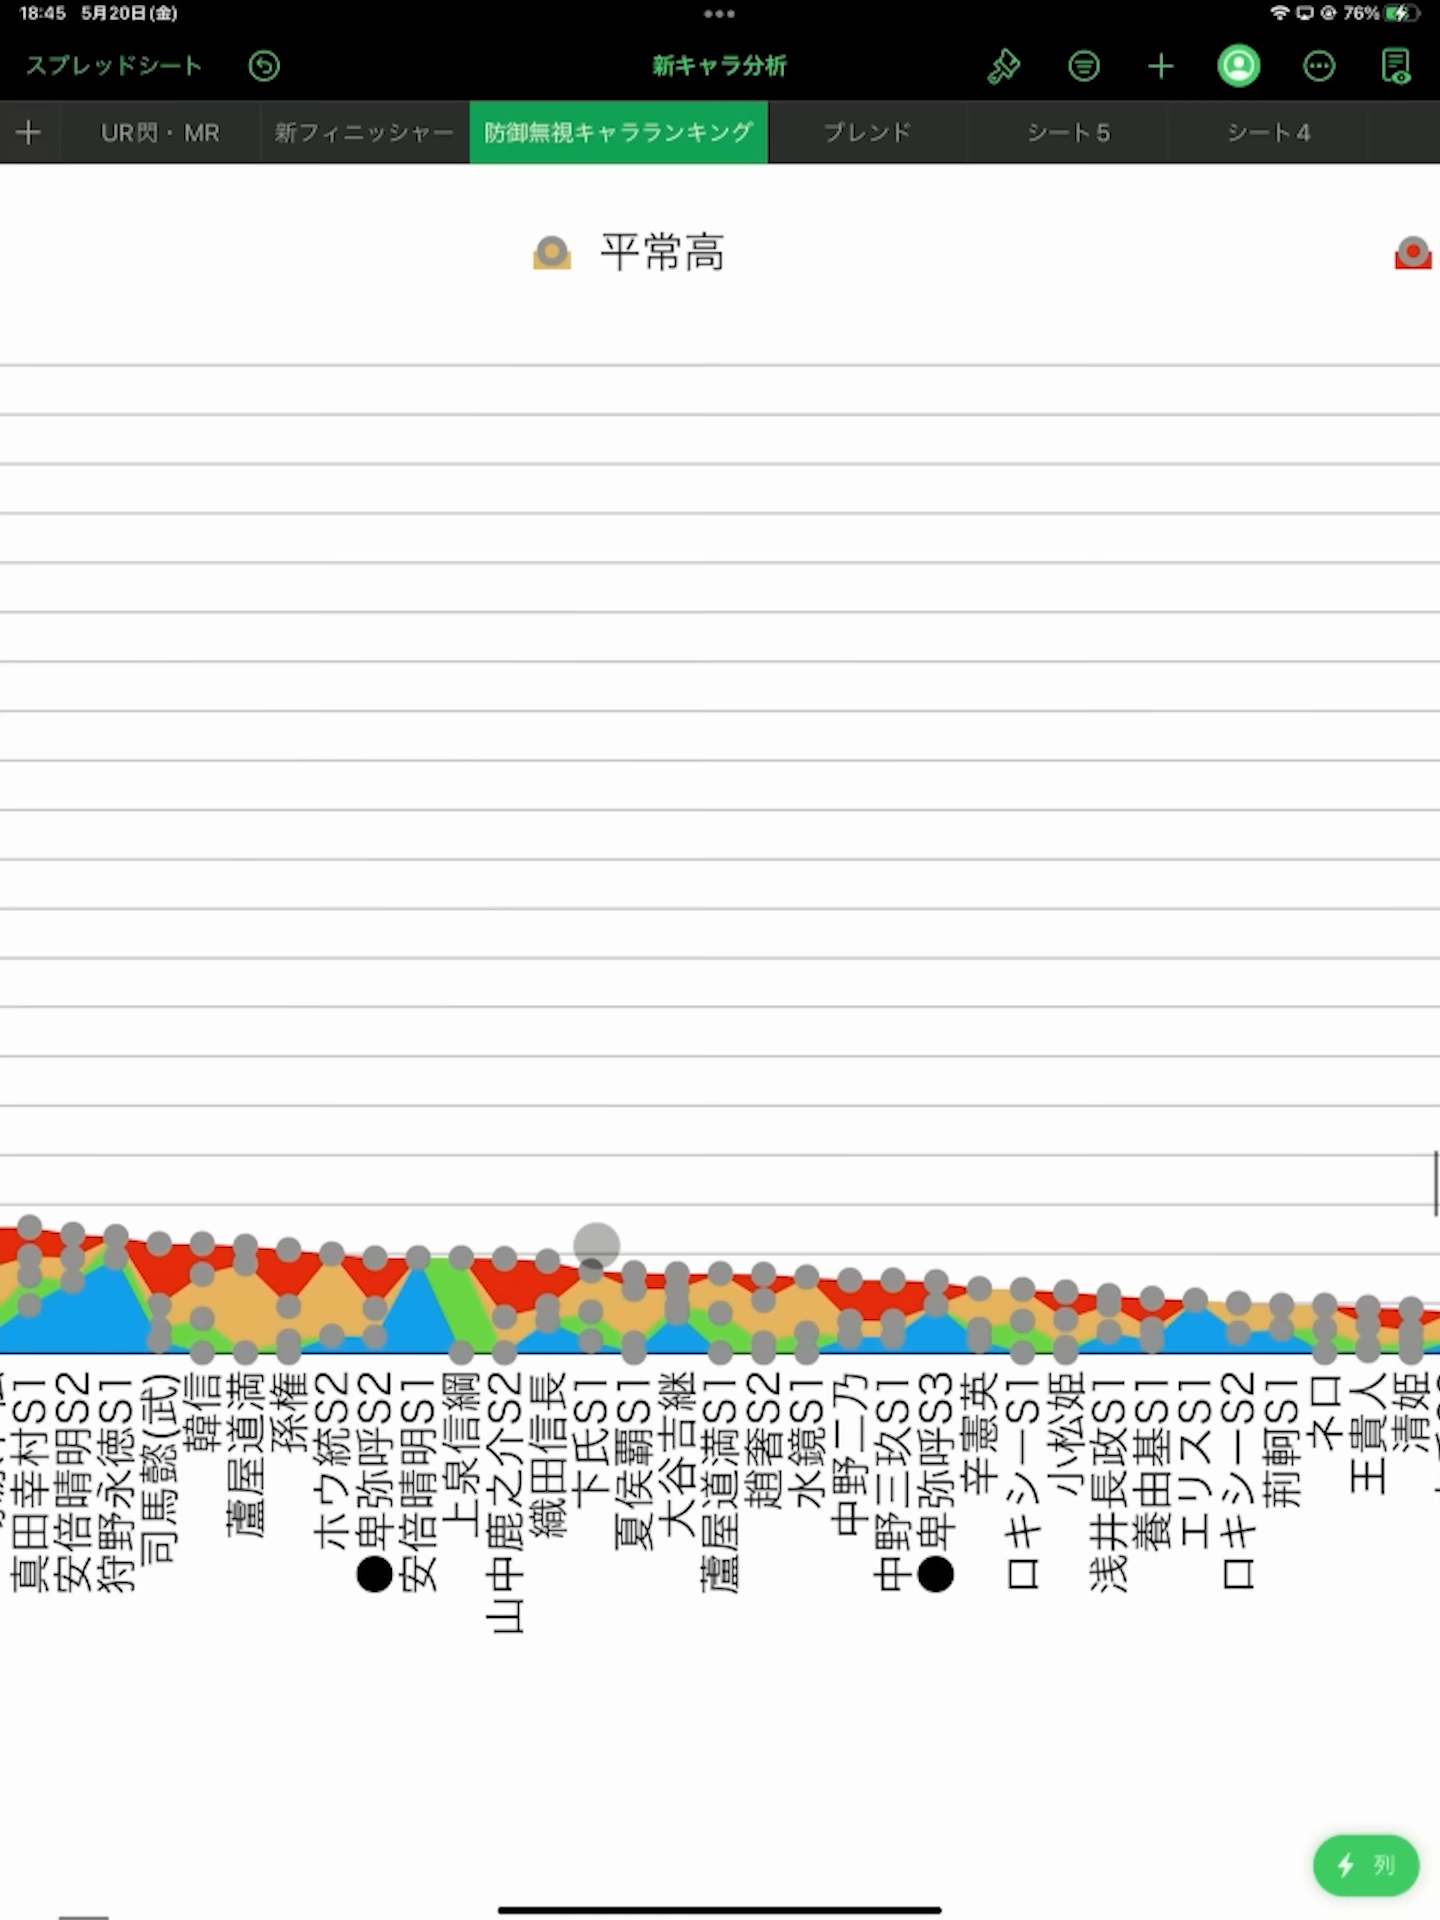 18:45 5月20日(金)
76%
スプレッドシート
新キャラ分析
UR閃・MR
新フィニッシャー
防御無視キャラランキング
ブレンド
シート5
シート4
平常高
真田幸村S1
安倍晴明S2
狩野永徳S1
司馬懿(武)
韓信
蘆屋道満
孫権
ホウ統S2
●卑弥呼S2
安倍晴明S1
上泉信綱
山中鹿之介S2
織田信長
卞氏S1
夏侯覇S1
大谷吉継
蘆屋道満S1
趙奢S2
水鏡S1
中野二乃
中野三玖S1
●卑弥呼S3
辛憲英
ロキシーS1
小松姫
浅井長政S1
養由基S1
エリスS1
ロキシーS2
荊軻S1
ネロ
王貴人
清姫
列